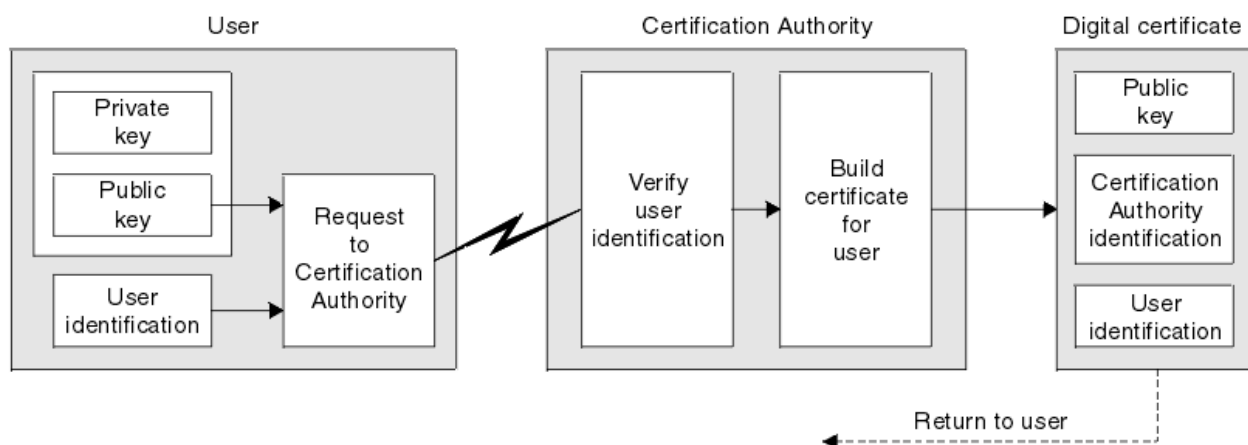 User
Certification Authority
Digital certificate
Private
key
Public
key
User
identification
Request
to
Certification
Authority
Verify
user
identification
Build
certificate
for
user
Public
key
Certification
Authority
identification
User
identification
Return to user